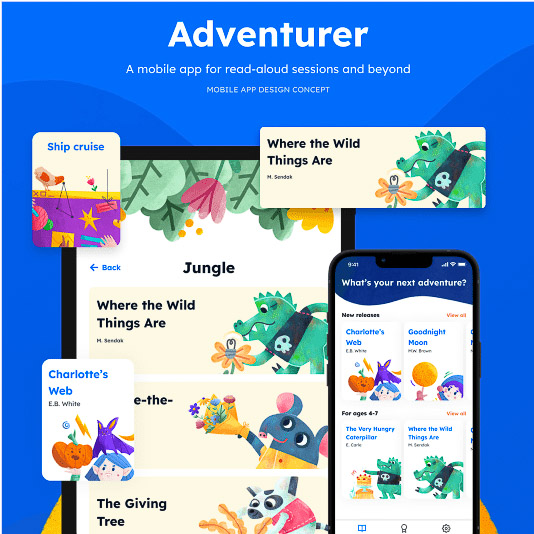 Adventurer
A mobile app for read-aloud sessions and beyond
MOBILE APP DESIGN CONCEPT
Ship cruise
Where the Wild
Things Are
M. Sendak
Back
Jungle
Where the Wild
Things Are
M. Sendak
Charlotte's
Web
E.B. White
e-the-
The Giving
Tree
9:41
What's your next adventure?
New releases
View all
Charlotte's
Web
E.B. White
Goodnight
Moon
M.W. Brown
For ages 4-7
View all
The Very Hungry
Caterpillar
E. Carle
Where the Wild
Things Are
M. Sendak